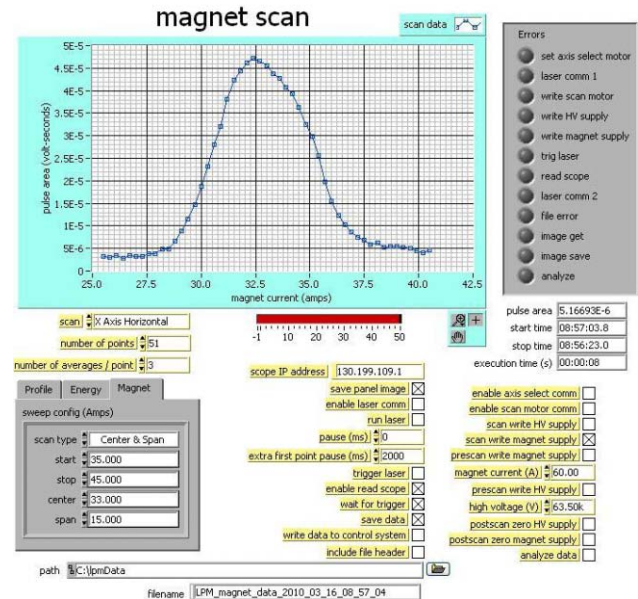 magnet scan
scan data
5E-5
4.5E-5
4E-5
3.5E-5
3E-5
2.5E-5
2E-5
1.5E-5
1E-5
5E-6
0
pulse area (volt-seconds)
25.0 27.5 30.0 32.5 35.0 37.5 40.0 42.5
magnet current (amps)
Errors
set axis select motor
laser comm 1
write scan motor
write HV supply
write magnet supply
trig laser
read scope
laser comm 2
file error
image get
image save
analyze
scan X Axis Horizontal
number of points 51
number of averages / point 3
-1 10 20 30 40 50
pulse area 5.16693E-6
start time 08:57:03.8
stop time 08:56:23.0
execution time (s) 00:00:08
Profile Energy Magnet
sweep config (Amps)
scan type Center & Span
start 35.000
stop 45.000
center 33.000
span 15.000
scope IP address 130.199.109.1
save panel image
enable laser comm
run laser
pause (ms) 0
extra first point pause (ms) 2000
trigger laser
enable read scope
wait for trigger
save data
write data to control system
include file header
enable axis select comm
enable scan motor comm
scan write HV supply
scan write magnet supply
prescan write magnet supply
magnet current (A) 60.00
prescan write HV supply
high voltage (V) 63.50k
postscan zero HV supply
postscan zero magnet supply
analyze data
path C:\lpmData
filename LPM_magnet_data_2010_03_16_08_57_04